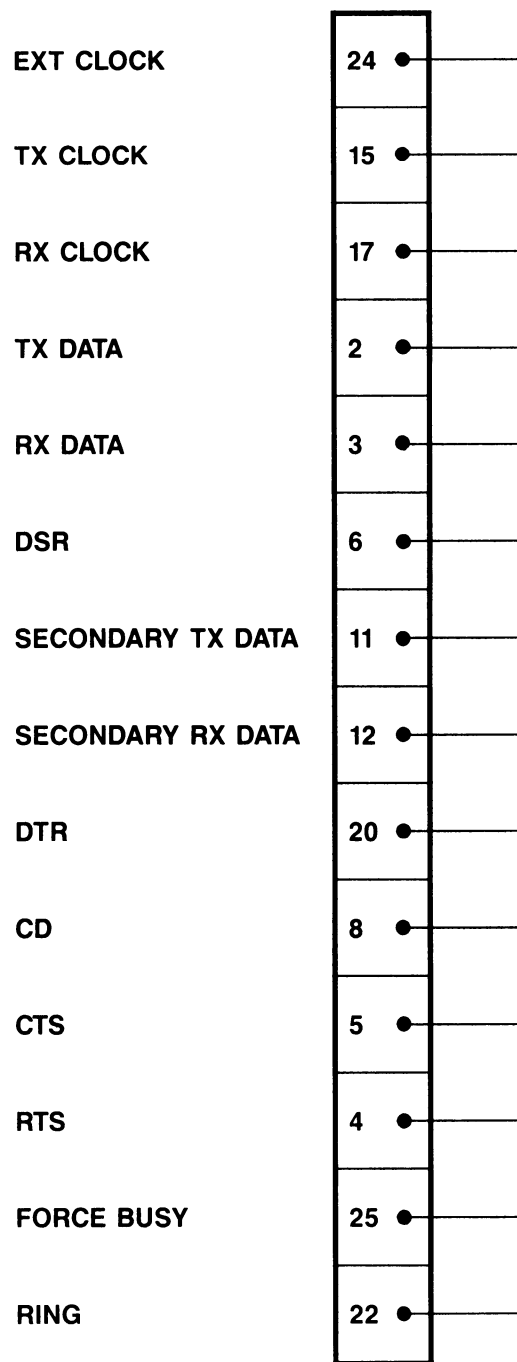 EXT CLOCK 24
TX CLOCK 15
RX CLOCK 17
TX DATA 2
RX DATA 3
DSR 6
SECONDARY TX DATA 11
SECONDARY RX DATA 12
DTR 20
CD 8
CTS 5
RTS 4
FORCE BUSY 25
RING 22